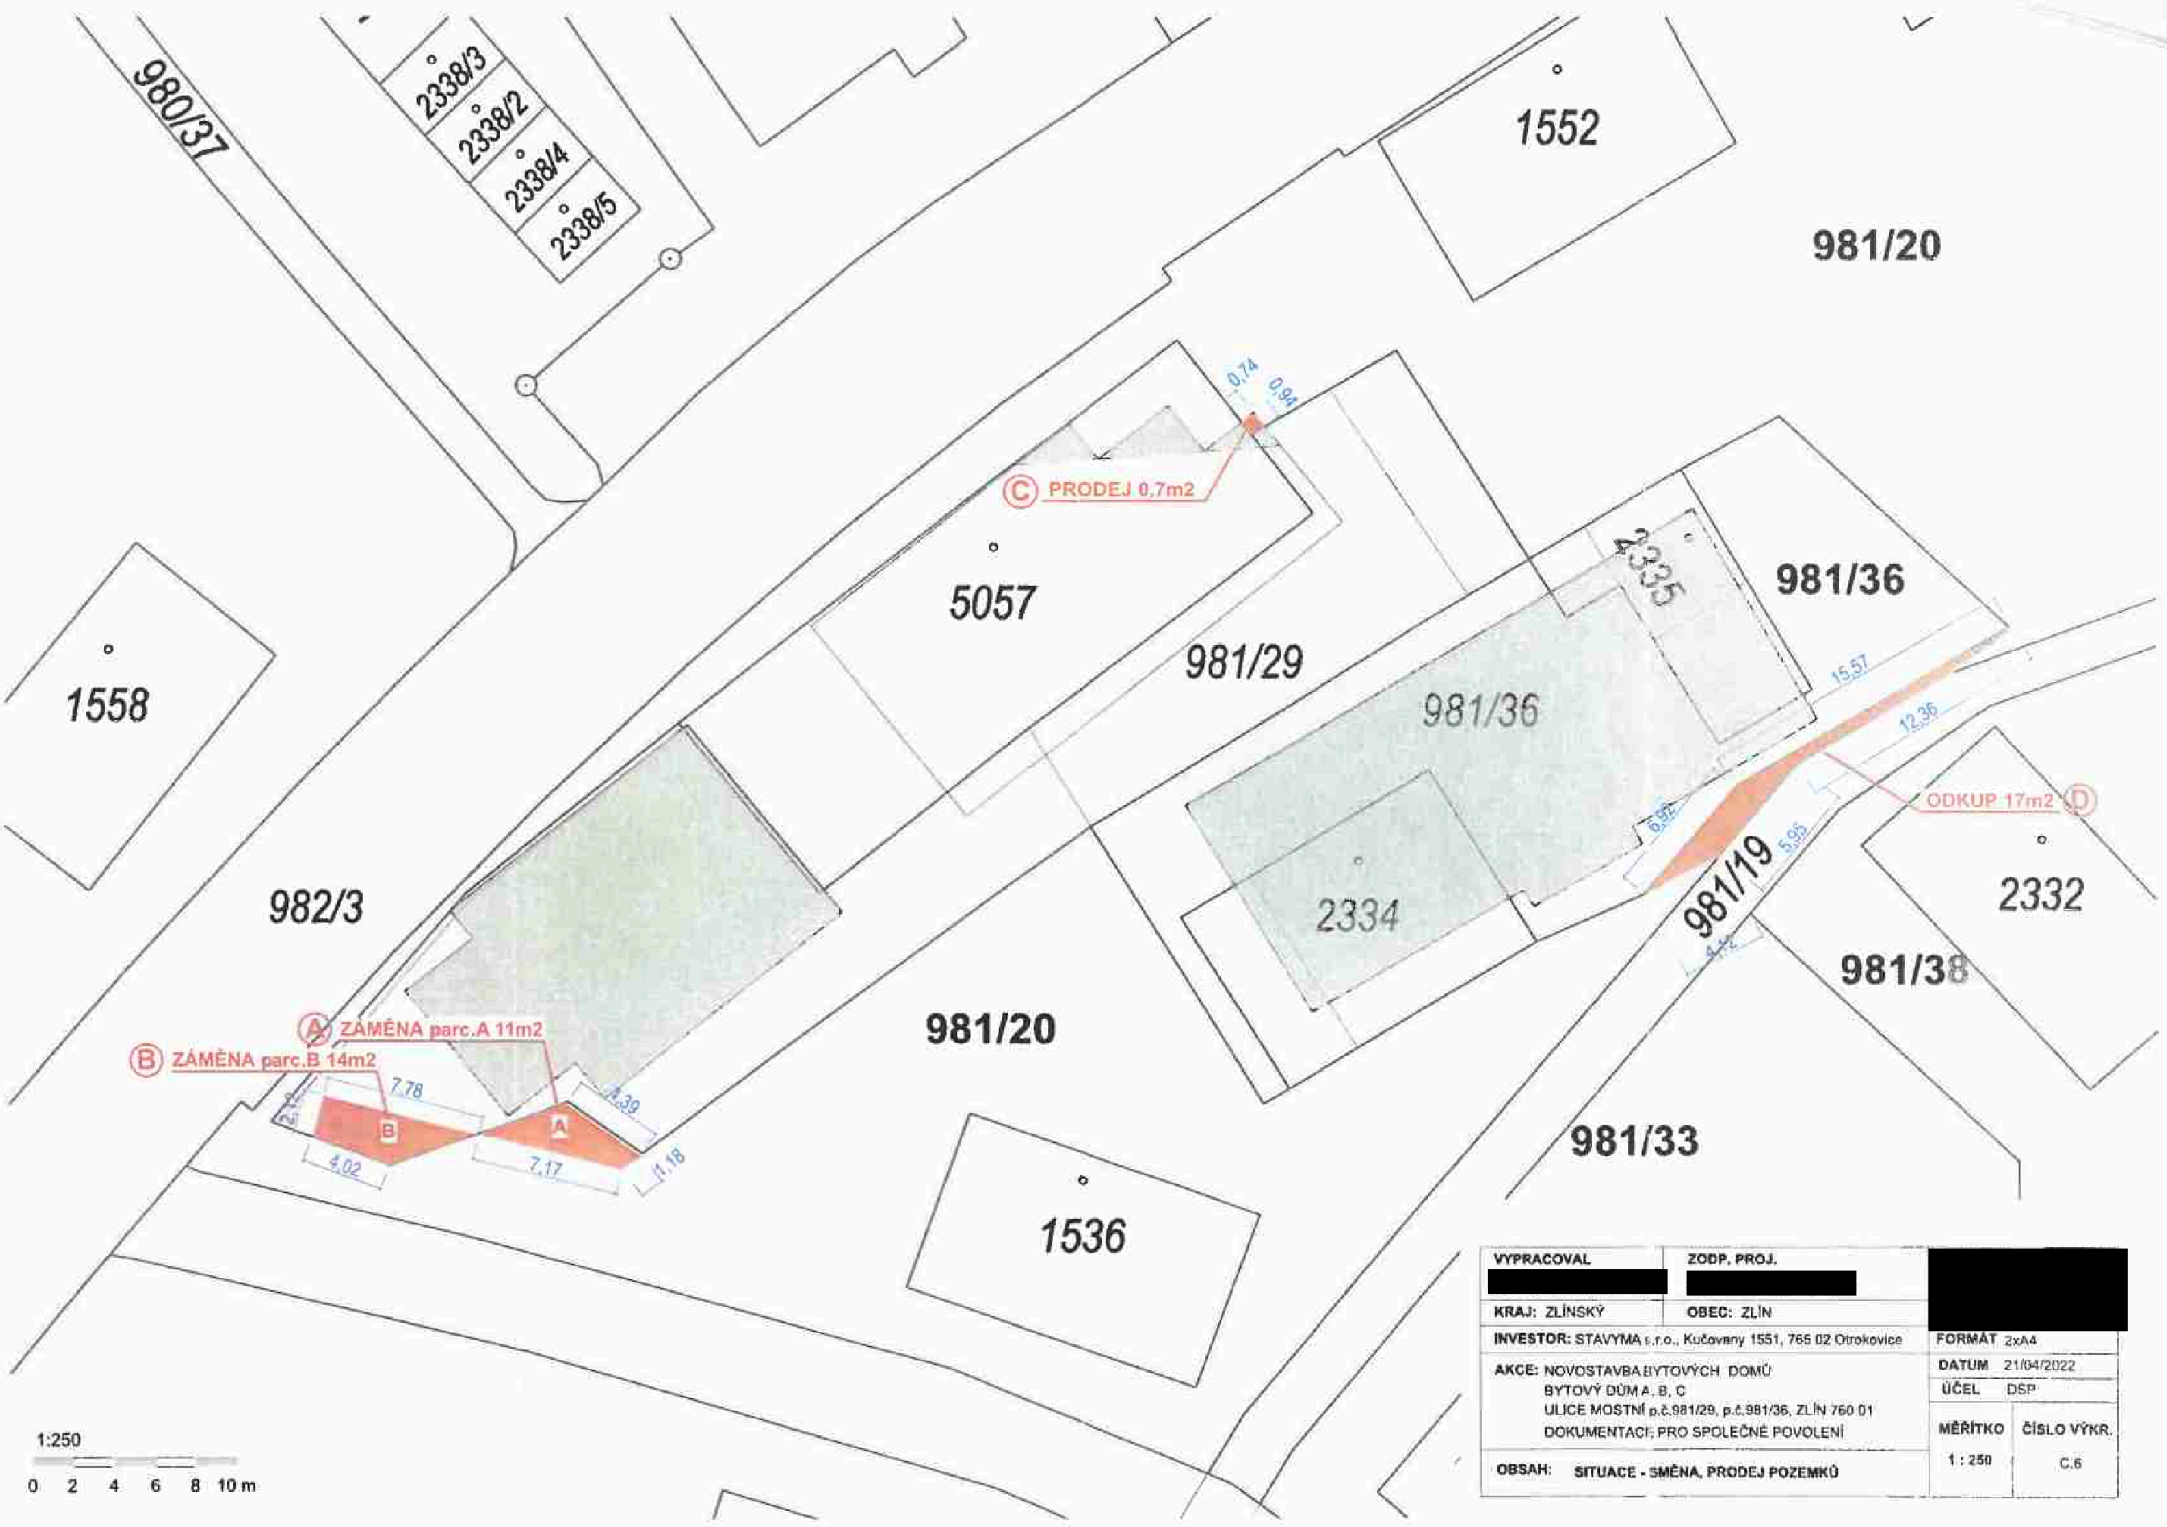 980/37
2338/3
2338/2
2338/4
2338/5
1552
981/20
0,74
0,94
C PRODEJ 0,7m2
5057
2335
981/36
1558
981/29
981/36
15,57
12,36
6,92
ODKUP 17m2 D
5,95
982/3
2334
981/19
2332
4,12
981/38
A ZÁMĚNA parc.A 11m2
981/20
B ZÁMĚNA parc.B 14m2
7,78
4,39
B
A
4,02
7,17
1,18
981/33
1536
VYPRACOVAL
ZODP. PROJ.
KRAJ: ZLÍNSKÝ
OBEC: ZLÍN
INVESTOR: STAVYMA s.r.o., Kučovany 1551, 765 02 Otrokovice
FORMÁT 2xA4
AKCE: NOVOSTAVBA BYTOVÝCH DOMŮ
BYTOVÝ DŮM A, B, C
ULICE MOSTNÍ p.č.981/29, p.č.981/36, ZLÍN 760 01
DOKUMENTACE PRO SPOLEČNÉ POVOLENÍ
DATUM 21/04/2022
ÚČEL DSP
MĚŘÍTKO
1 : 250
ČÍSLO VÝKR.
C.6
OBSAH: SITUACE - SMĚNA, PRODEJ POZEMKŮ
1:250
0 2 4 6 8 10 m